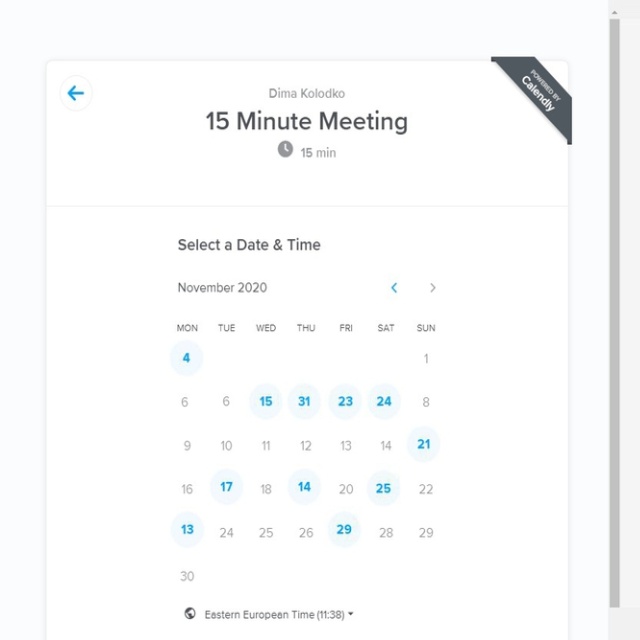 POWERED BY
Calendly
Dima Kolodko
15 Minute Meeting
15 min
Select a Date & Time
November 2020
MON TUE WED THU FRI SAT SUN
4 1
6 6 15 31 23 24 8
9 10 11 12 13 14 21
16 17 18 14 20 25 22
13 24 25 26 29 28 29
30
Eastern European Time (11:38)